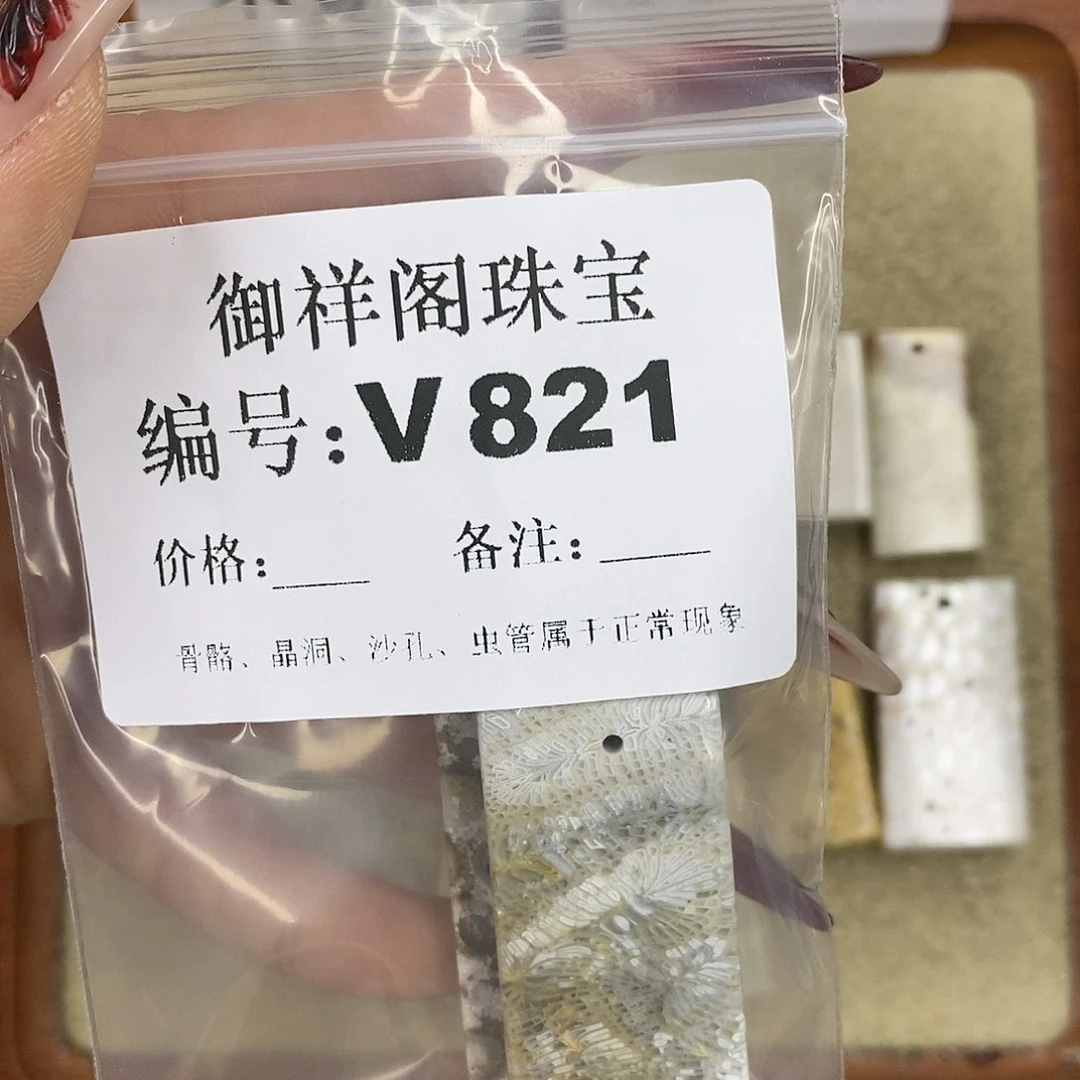 御祥阁珠宝
编号:V821
价格:____ 备注:_____
骨骼、晶洞、沙孔、虫管属于正常现象